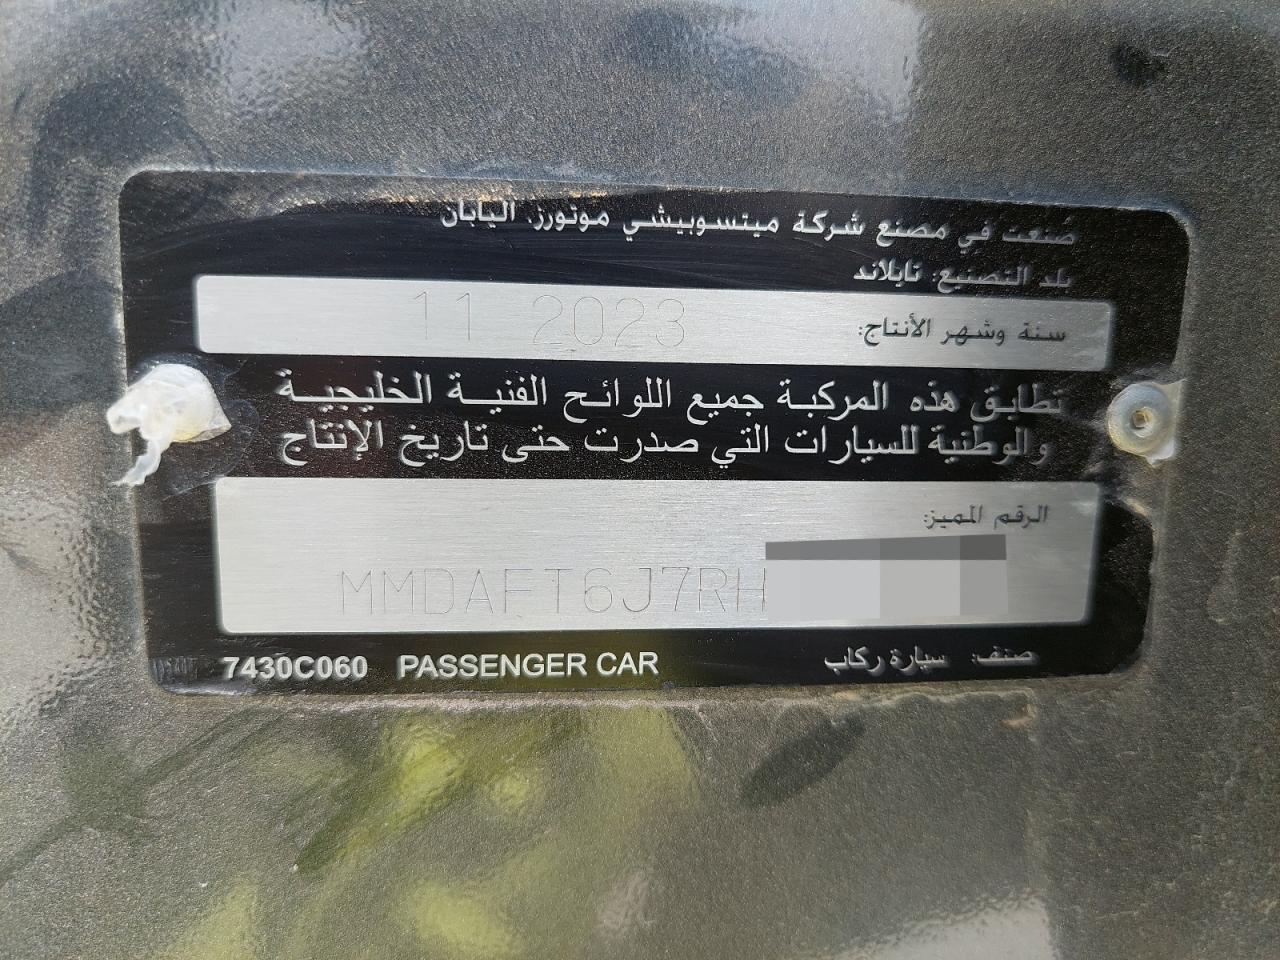 صنعت في مصنع شركة ميتسوبيشي موتورز. اليابان
بلد التصنيع: تايلاند
سنة وشهر الأنتاج: 11 2023
تطابق هذه المركبة جميع اللوائح الفنية الخليجية
والوطنية للسيارات التي صدرت حتى تاريخ الإنتاج
الرقم المميز:
MMDAFT6J7RH
صنف: سيارة ركاب PASSENGER CAR 7430C060